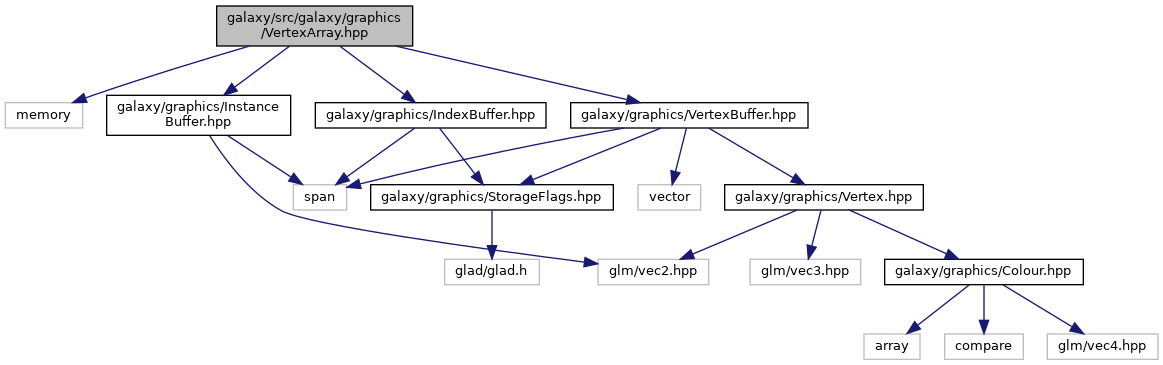 galaxy/src/galaxy/graphics
/VertexArray.hpp
memory
galaxy/graphics/Instance
Buffer.hpp
galaxy/graphics/IndexBuffer.hpp
galaxy/graphics/VertexBuffer.hpp
span
galaxy/graphics/StorageFlags.hpp
vector
galaxy/graphics/Vertex.hpp
glad/glad.h
glm/vec2.hpp
glm/vec3.hpp
galaxy/graphics/Colour.hpp
array
compare
glm/vec4.hpp